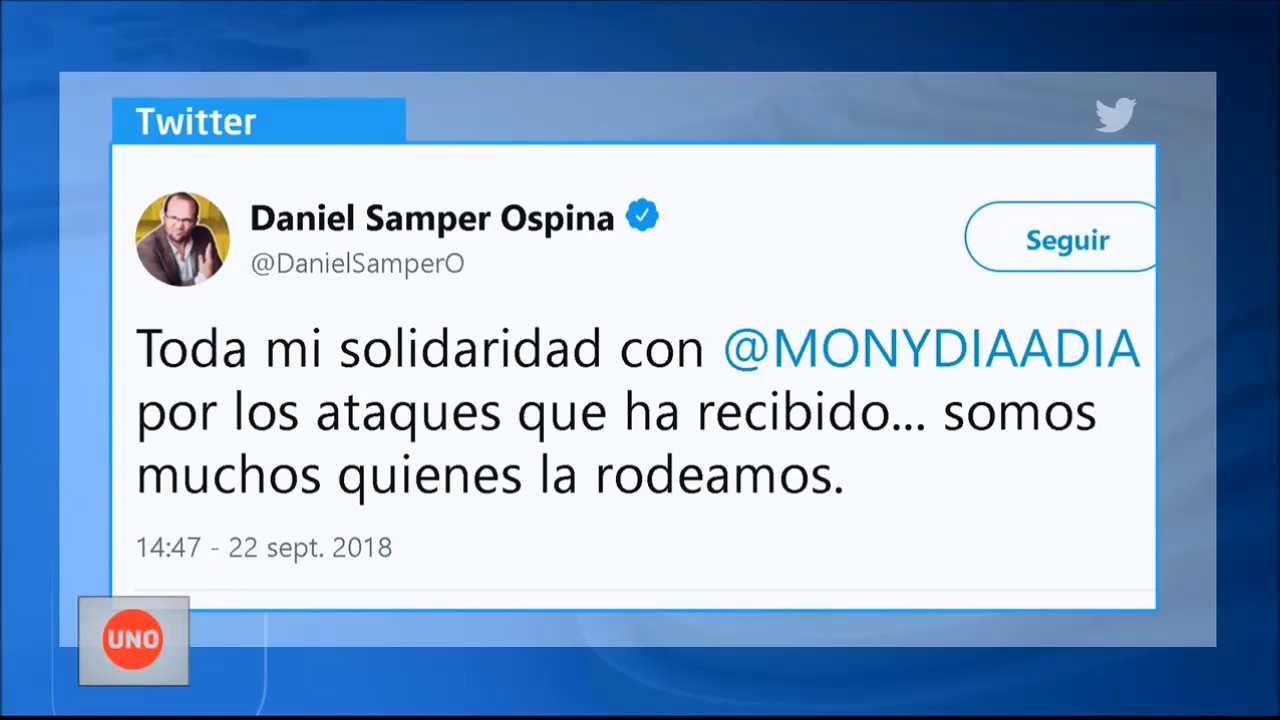 Twitter
Daniel Samper Ospina
@DanielSamperO
Seguir
Toda mi solidaridad con @MONYDIAADIA
por los ataques que ha recibido... somos
muchos quienes la rodeamos.
14:47 - 22 sept. 2018
UNO